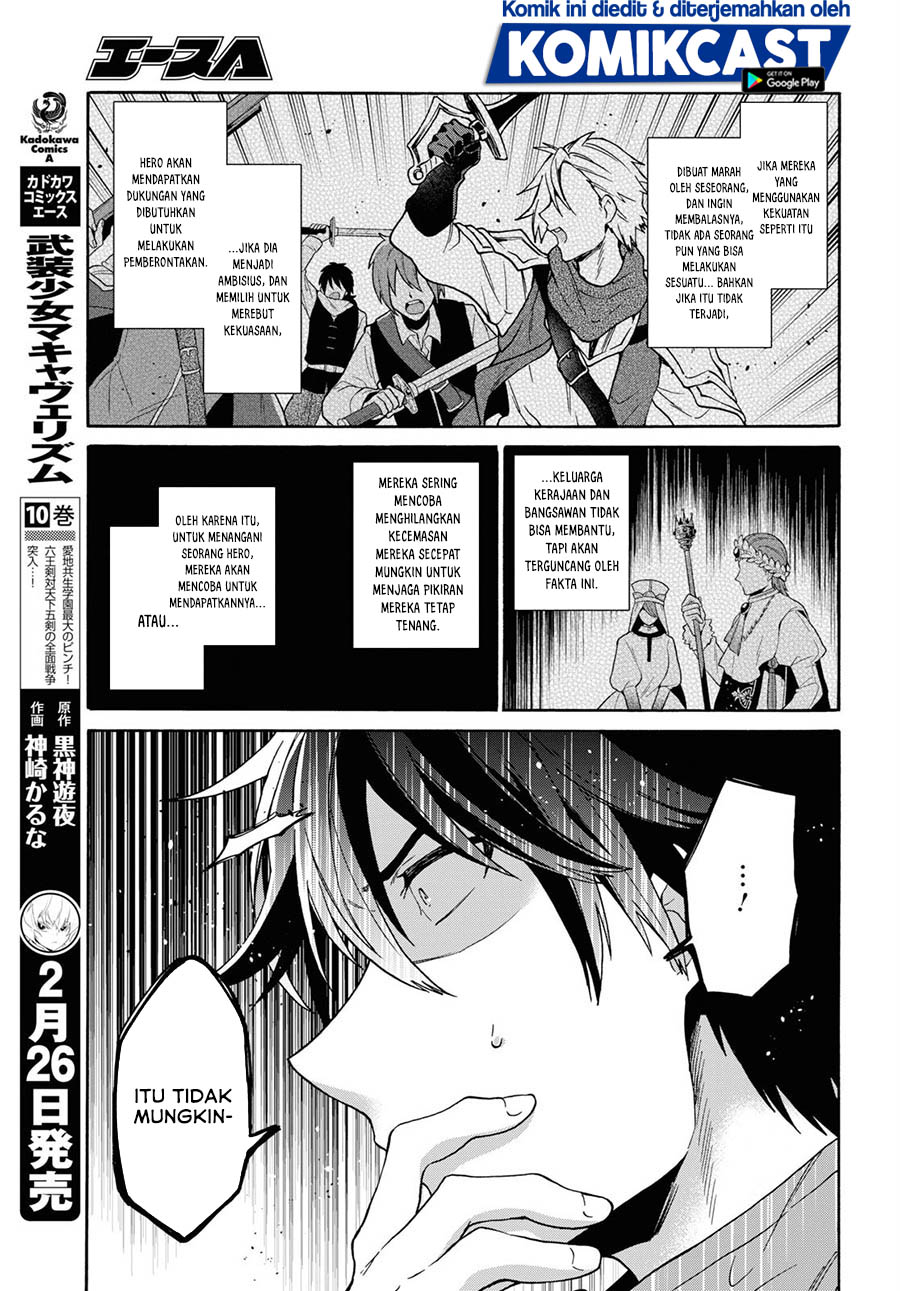 Komik ini diedit & diterjemahkan oleh
KOMIKCAST
GET IT ON
Google Play
エースA
Kadokawa
Comics
A
カドカワ
コミックス
エース
武装少女マキャヴェリズム
10巻
愛地共生学園最大のピンチ!
六王剣対天下五剣の全面戦争
突入…!
原作 黒神遊夜
作画 神崎かるな
2月26日発売
JIKA MEREKA
YANG
MENGGUNAKAN
KEKUATAN
SEPERTI ITU
DIBUAT MARAH
OLEH SESEORANG,
DAN INGIN
MEMBALASNYA,
TIDAK ADA SEORANG
PUN YANG BISA
MELAKUKAN
SESUATU... BAHKAN
JIKA ITU TIDAK
TERJADI,
...JIKA DIA
MENJADI
AMBISIUS, DAN
MEMILIH UNTUK
MEREBUT
KEKUASAAN,
HERO AKAN
MENDAPATKAN
DUKUNGAN YANG
DIBUTUHKAN
UNTUK
MELAKUKAN
PEMBERONTAKAN.
...KELUARGA
KERAJAAN DAN
BANGSAWAN TIDAK
BISA MEMBANTU,
TAPI AKAN
TERGUNCANG OLEH
FAKTA INI.
MEREKA SERING
MENCOBA
MENGHILANGKAN
KECEMASAN
MEREKA SECEPAT
MUNGKIN UNTUK
MENJAGA PIKIRAN
MEREKA TETAP
TENANG.
OLEH KARENA ITU,
UNTUK MENANGANI
SEORANG HERO,
MEREKA AKAN
MENCOBA UNTUK
MENDAPATKANNYA...
ATAU...
...!
ITU TIDAK
MUNGKIN-